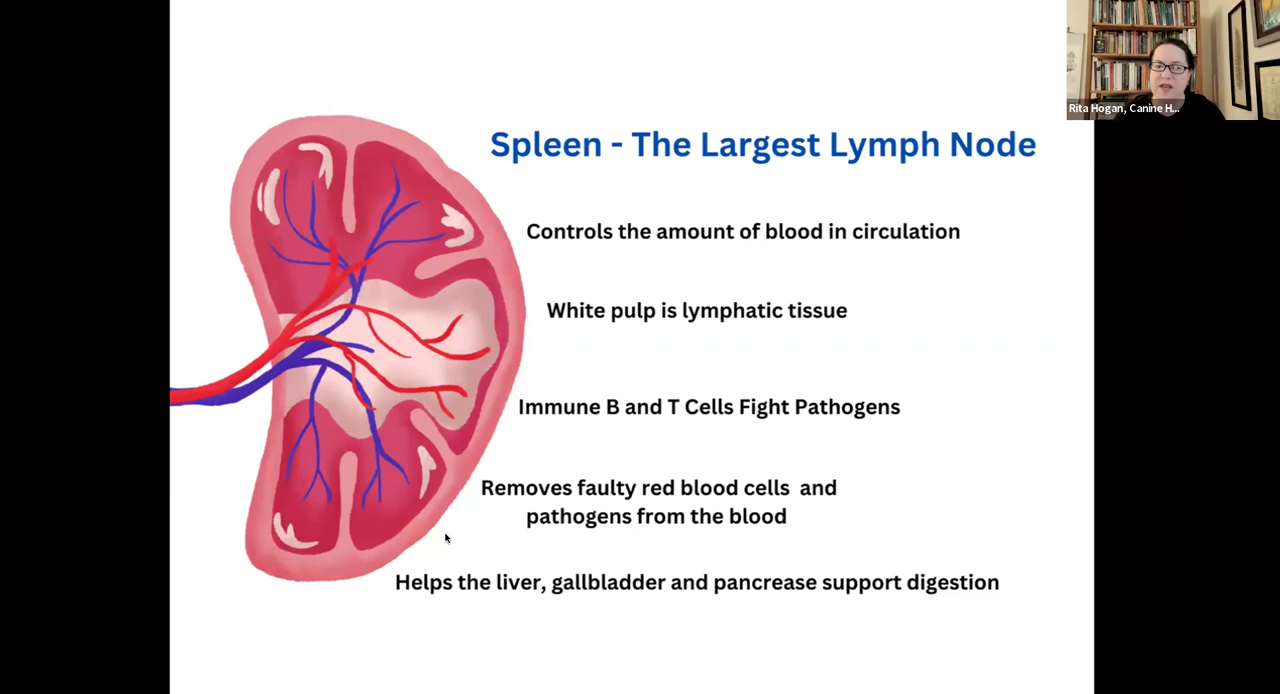 Rita Hogan, Canine H...
Spleen - The Largest Lymph Node
Controls the amount of blood in circulation
White pulp is lymphatic tissue
Immune B and T Cells Fight Pathogens
Removes faulty red blood cells and
pathogens from the blood
Helps the liver, gallbladder and pancrease support digestion